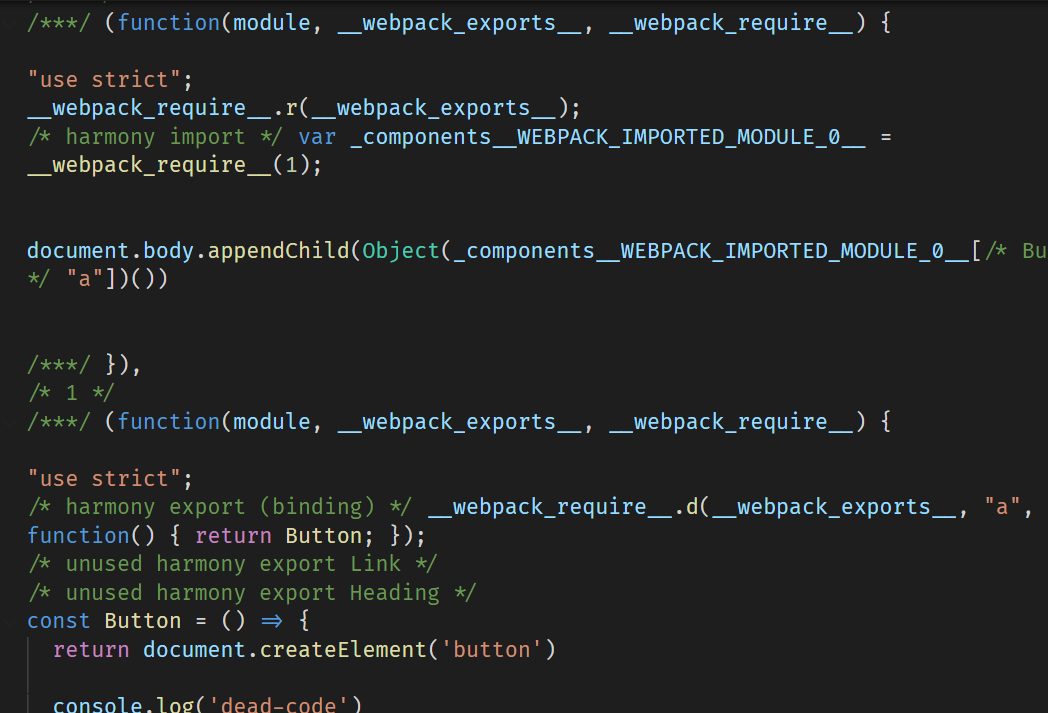 /***/ (function(module, __webpack_exports__, __webpack_require__) {
"use strict";
__webpack_require__.r(__webpack_exports__);
/* harmony import */ var _components__WEBPACK_IMPORTED_MODULE_0__ =
__webpack_require__(1);
document.body.appendChild(Object(_components__WEBPACK_IMPORTED_MODULE_0__[/* Bu
*/ "a"])())
/***/ }),
/* 1 */
/***/ (function(module, __webpack_exports__, __webpack_require__) {
"use strict";
/* harmony export (binding) */ __webpack_require__.d(__webpack_exports__, "a",
function() { return Button; });
/* unused harmony export Link */
/* unused harmony export Heading */
const Button = () => {
return document.createElement('button')
console.log('dead-code')